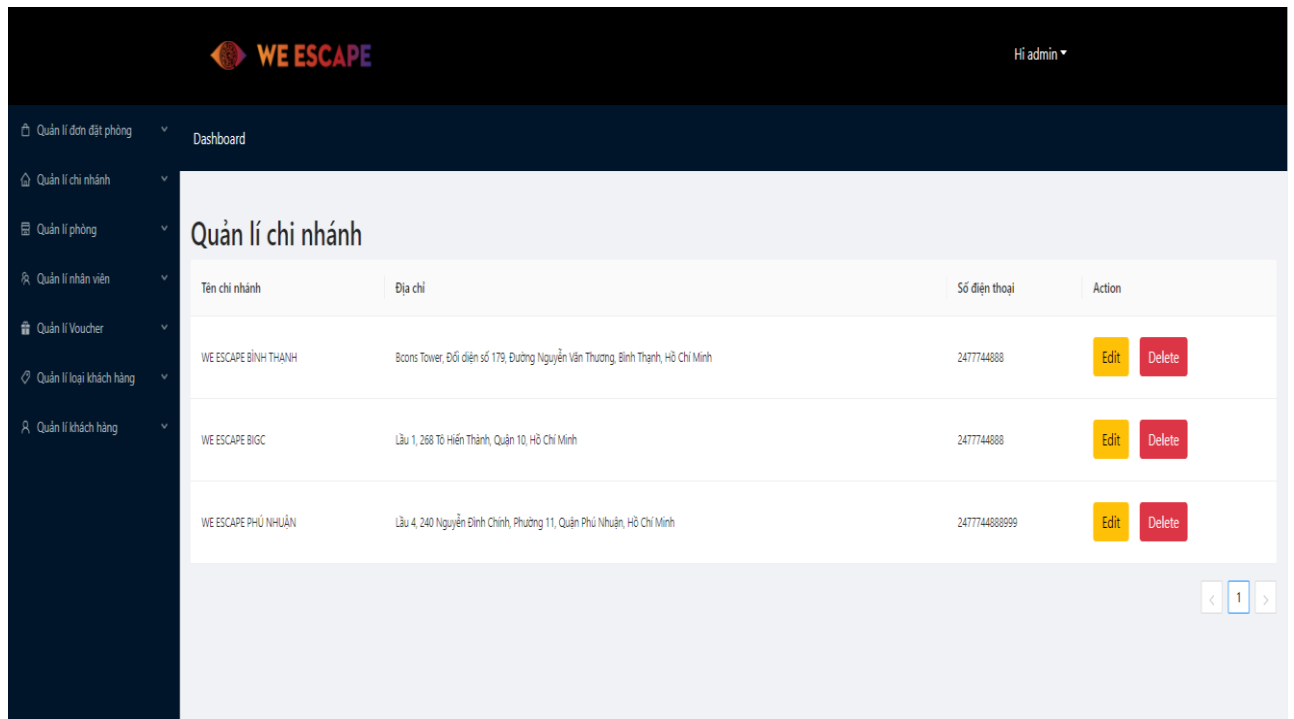 WE ESCAPE
Hi admin
Quản lí đơn đặt phòng
Dashboard
Quản lí chi nhánh
Quản lí phòng
Quản lí nhân viên
Quản lí Voucher
Quản lí loại khách hàng
Quản lí khách hàng
Quản lí chi nhánh
Tên chi nhánh Địa chỉ Số điện thoại Action
WE ESCAPE BÌNH THẠNH Bcons Tower, Đối diện số 179, Đường Nguyễn Văn Thương, Bình Thạnh, Hồ Chí Minh 2477744888 Edit Delete
WE ESCAPE BIGC Lầu 1, 268 Tô Hiến Thành, Quận 10, Hồ Chí Minh 2477744888 Edit Delete
WE ESCAPE PHÚ NHUẬN Lầu 4, 240 Nguyễn Đình Chính, Phường 11, Quận Phú Nhuận, Hồ Chí Minh 2477744888999 Edit Delete
< 1 >